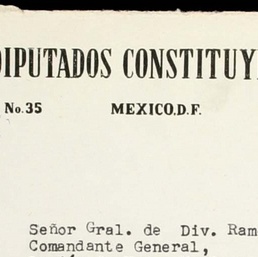 DIPUTADOS CONSTITUY
No.35 MEXICO,D.F.
Señor Gral. de Div. Ram
Comandante General,